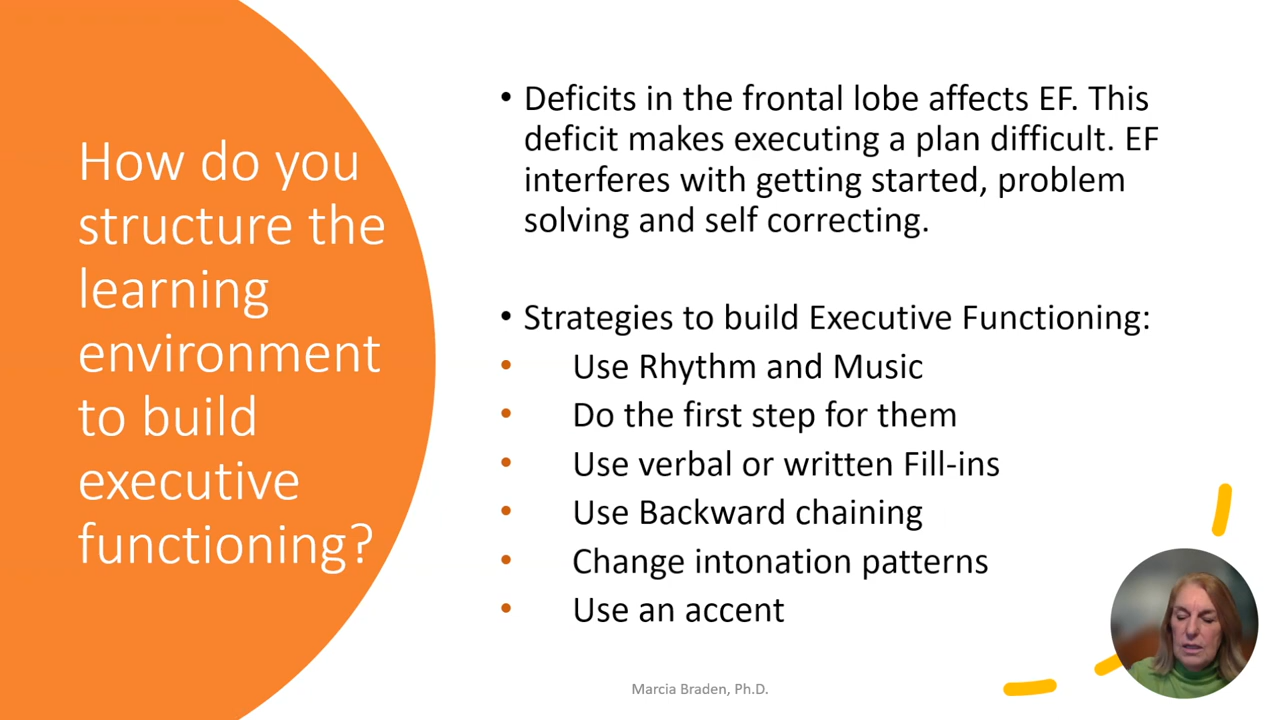 How do you
structure the
learning
environment
to build
executive
functioning?
• Deficits in the frontal lobe affects EF. This
deficit makes executing a plan difficult. EF
interferes with getting started, problem
solving and self correcting.
• Strategies to build Executive Functioning:
• Use Rhythm and Music
• Do the first step for them
• Use verbal or written Fill-ins
• Use Backward chaining
• Change intonation patterns
• Use an accent
Marcia Braden, Ph.D.